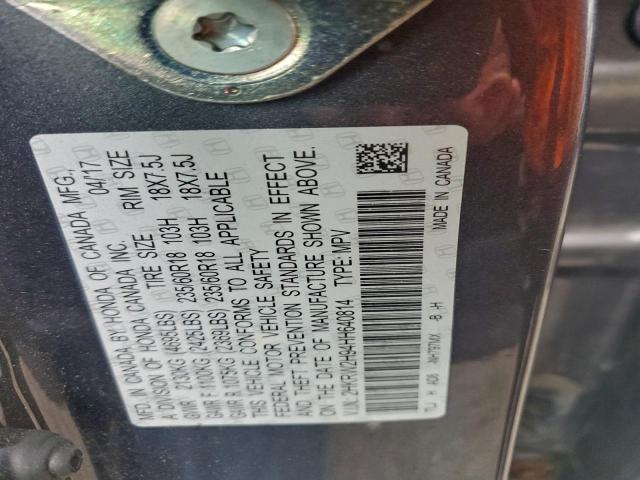 MFD. IN CANADA BY HONDA OF CANADA MFG.,
A DIVISION OF HONDA CANADA INC. 04/17
TIRE SIZE RIM SIZE
GVWR 2130KG (4695LBS) 235/60R18 103H 18X7.5J
GAWR F 1100KG (2425LBS) 235/60R18 103H 18X7.5J
GAWR R 1075KG (2369LBS)
THIS VEHICLE CONFORMS TO ALL APPLICABLE
FEDERAL MOTOR VEHICLE SAFETY
AND THEFT PREVENTION STANDARDS IN EFFECT
ON THE DATE OF MANUFACTURE SHOWN ABOVE.
V.I.N. 2HKRW2H94HH640814 TYPE: MPV
MADE IN CANADA